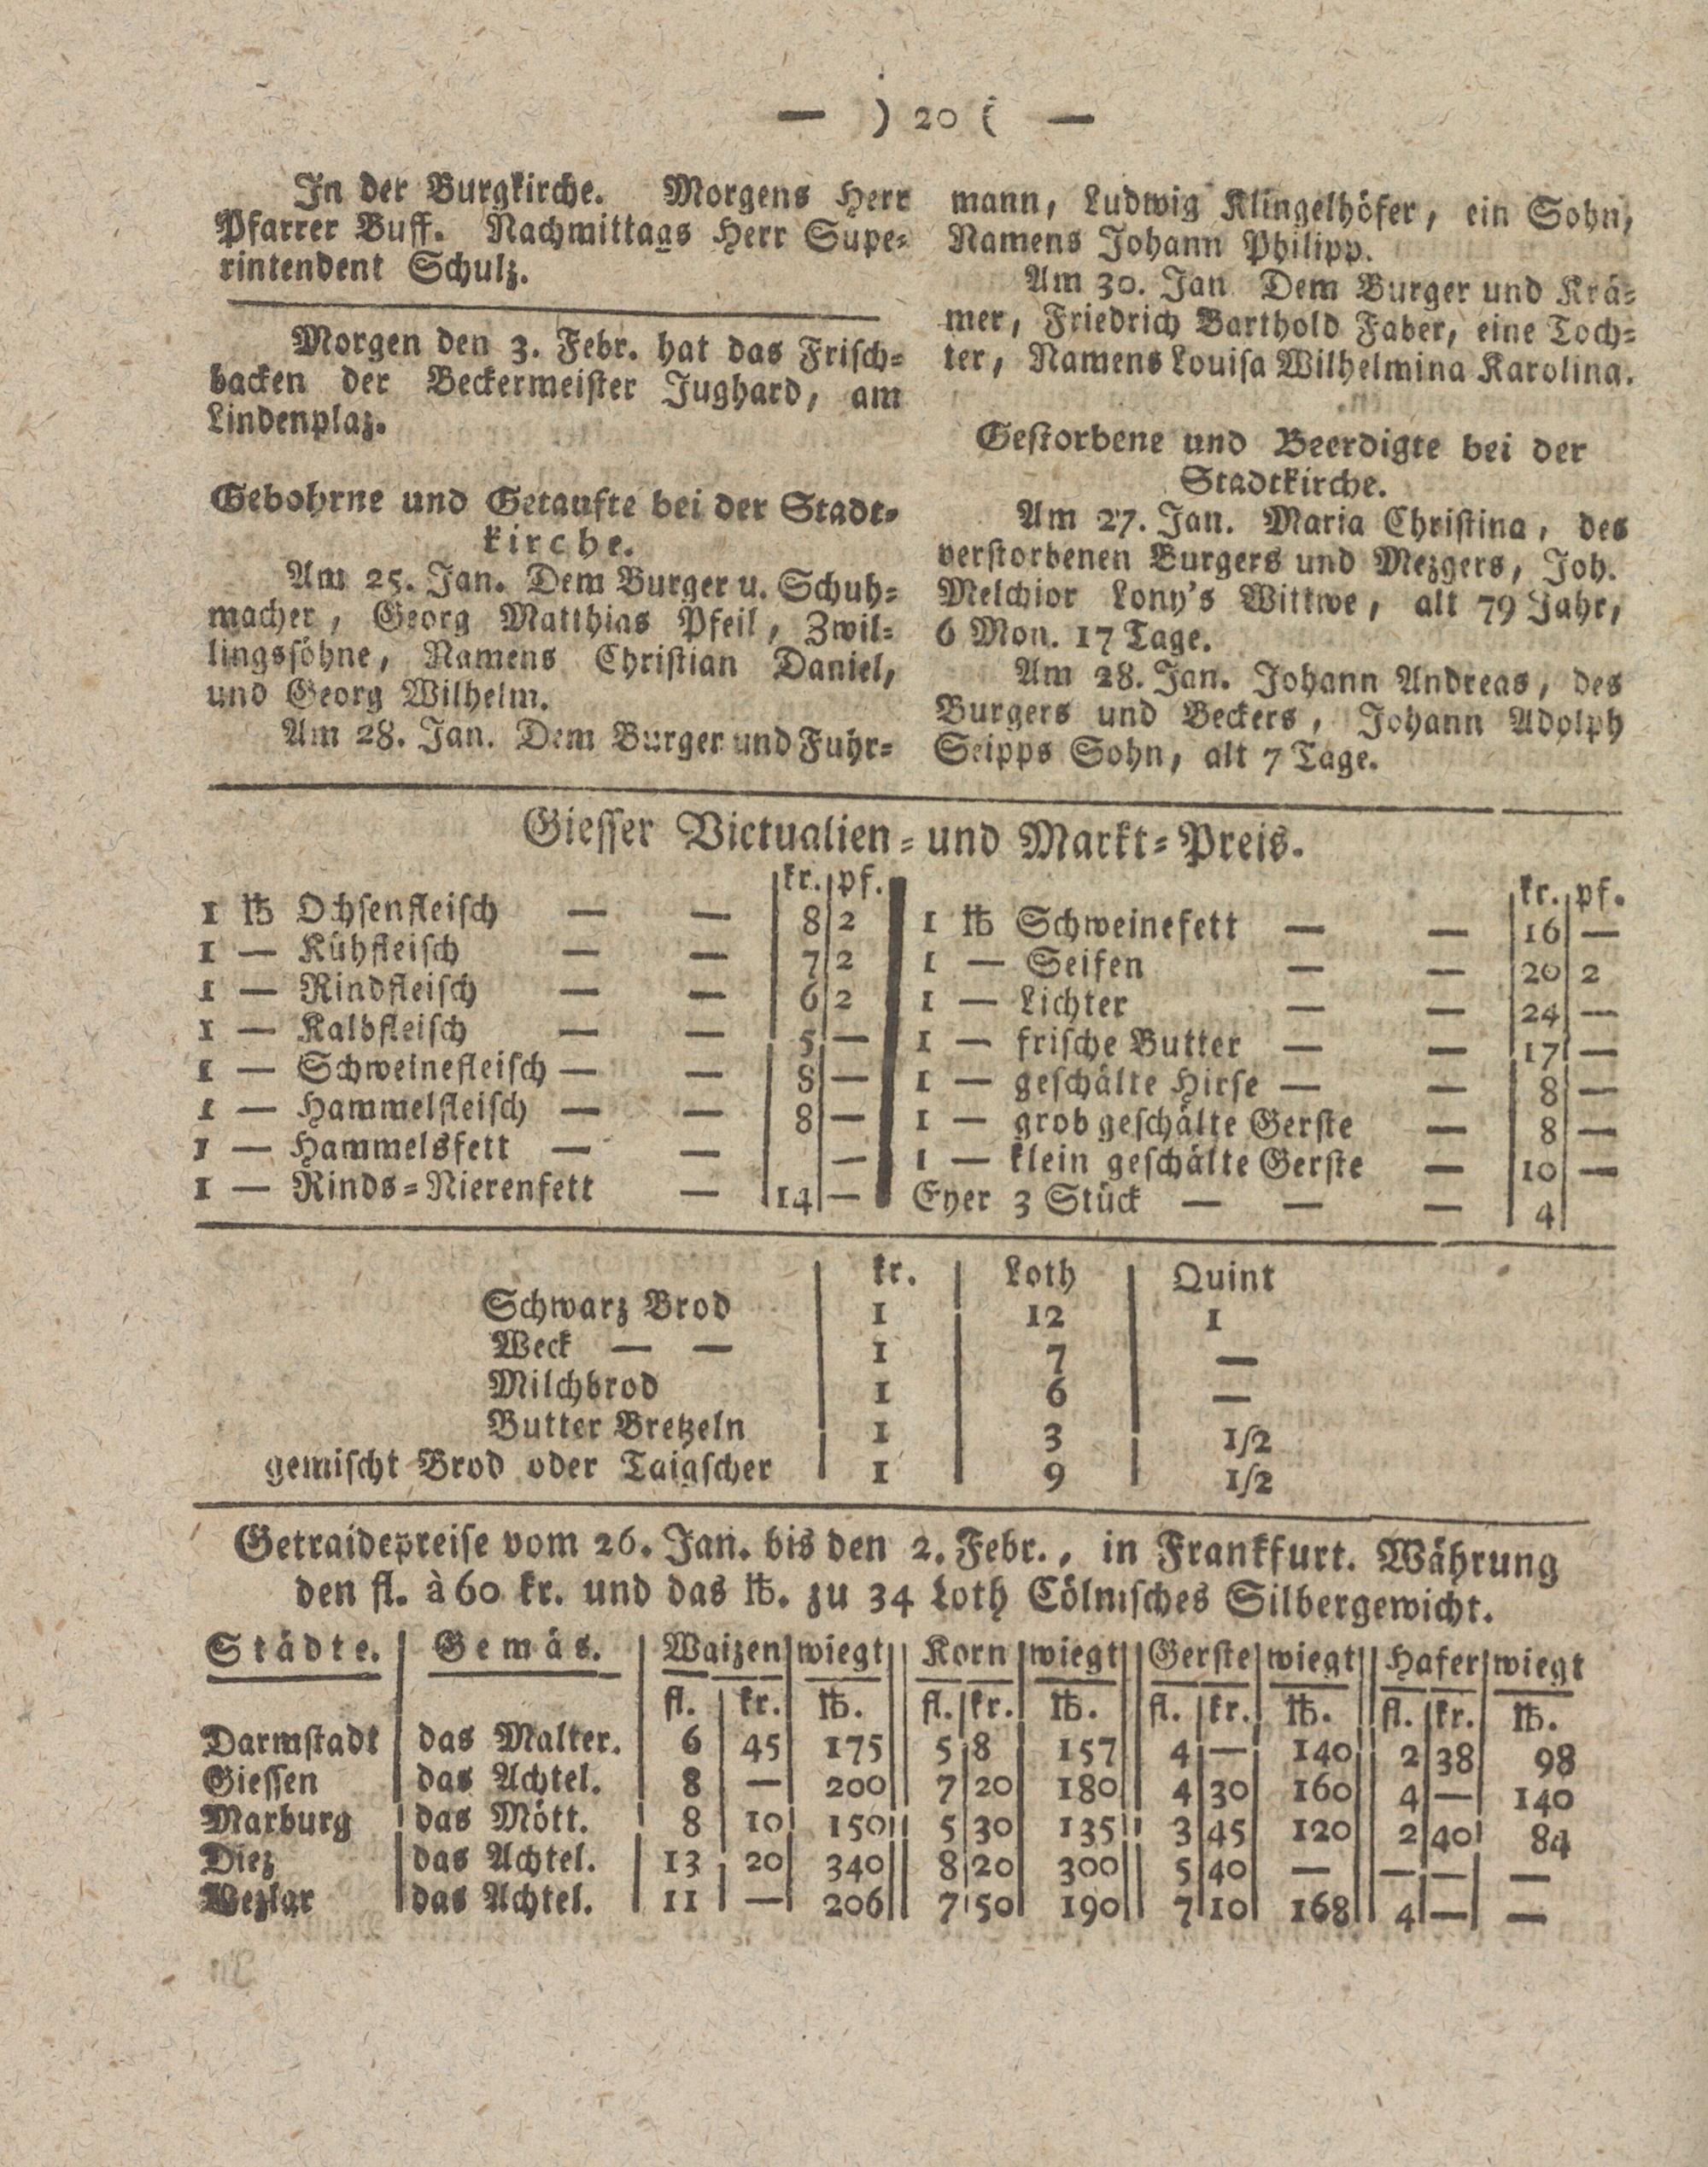 — ) 20 ( —
In der Burgkirche. Morgens Herr
Pfarrer Buff. Nachmittags Herr Supe-
rintendent Schulz.
Morgen den 3. Febr. hat das Frisch-
backen der Beckermeister Jughard, am
Lindenplaz.
Gebohrne und Getaufte bei der Stadt-
kirche.
Am 25. Jan. Dem Burger u. Schuh-
macher, Georg Matthias Pfeil, Zwil-
lingssöhne, Namens Christian Daniel,
und Georg Wilhelm.
Am 28. Jan. Dem Burger und Fuhr-
mann, Ludwig Klingelhöfer, ein Sohn,
Namens Johann Philipp.
Am 30. Jan Dem Burger und Krä-
mer, Friedrich Barthold Faber, eine Toch-
ter, Namens Louisa Wilhelmina Karolina.
Gestorbene und Beerdigte bei der
Stadtkirche.
Am 27. Jan. Maria Christina, des
verstorbenen Burgers und Mezgers, Joh.
Melchior Lony's Wittwe, alt 79 Jahr,
6 Mon. 17 Tage.
Am 28. Jan. Johann Andreas, des
Burgers und Beckers, Johann Adolph
Seipps Sohn, alt 7 Tage.
Giesser Victualien- und Markt-Preis.
kr. pf.
1 ℔ Ochsenfleisch — — 8 2
1 — Kühfleisch — — 7 2
1 — Rindfleisch — — 6 2
1 — Kalbfleisch — — 5 —
1 — Schweinefleisch — — 8 —
1 — Hammelfleisch — — 8 —
1 — Hammelsfett — — —
1 — Rinds-Nierenfett — 14 —
kr. pf.
1 ℔ Schweinefett — — 16 —
1 — Seifen — — 20 2
1 — Lichter — — 24 —
1 — frische Butter — — 17 —
1 — geschälte Hirse — — 8 —
1 — grob geschälte Gerste — 8 —
1 — klein geschälte Gerste — 10 —
Eyer 3 Stück — — — 4
kr. Loth Quint
Schwarz Brod 1 12 1
Weck — — 1 7 —
Milchbrod 1 6 —
Butter Bretzeln 1 3 1/2
gemischt Brod oder Taigscher 1 9 1/2
Getraidepreise vom 26. Jan. bis den 2. Febr., in Frankfurt. Währung
den fl. à 60 kr. und das ℔. zu 34 Loth Cölnisches Silbergewicht.
Städte. Gemäs. Waizen wiegt Korn wiegt Gerste wiegt Hafer wiegt
fl. kr. ℔. fl. kr. ℔. fl. kr. ℔. fl. kr. ℔.
Darmstadt das Malter. 6 45 175 5 8 157 4 — 140 2 38 98
Giessen das Achtel. 8 — 200 7 20 180 4 30 160 4 — 140
Marburg das Mött. 8 10 150 5 30 135 3 45 120 2 40 84
Diez das Achtel. 13 20 340 8 20 300 5 40 — — — —
Wezlar das Achtel. 11 — 206 7 50 190 7 10 168 4 — —